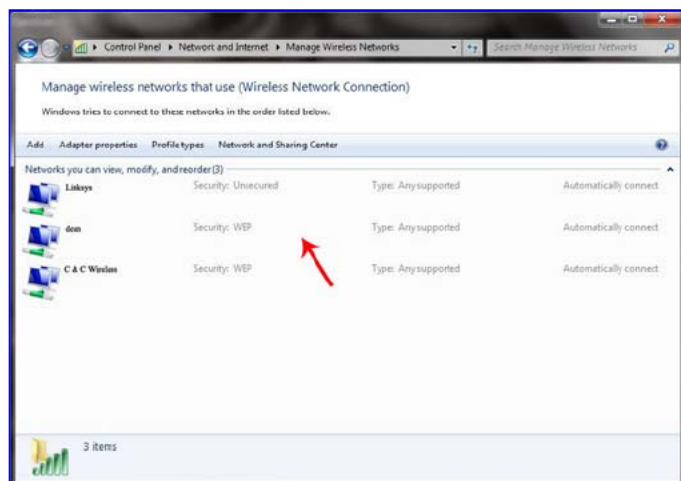 Control Panel ▸ Network and Internet ▸ Manage Wireless Networks Search Manage Wireless Networks
Manage wireless networks that use (Wireless Network Connection)
Windows tries to connect to these networks in the order listed below.
Add Adapter properties Profile types Network and Sharing Center
Networks you can view, modify, and reorder (3)
Linksys Security: Unsecured Type: Any supported Automatically connect
Security: WEP Type: Any supported Automatically connect
C & C Wireless Security: WEP Type: Any supported Automatically connect
3 items